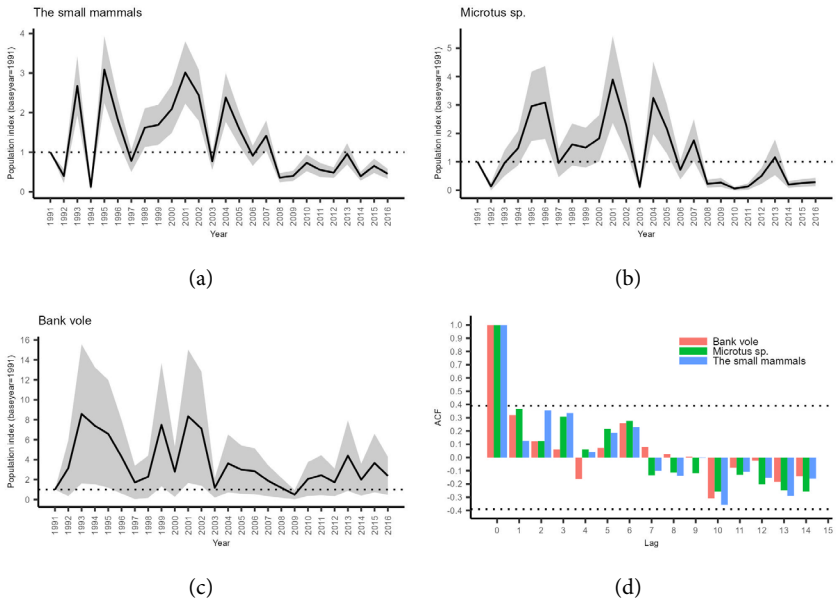 The small mammals
Population index (baseyear=1991)
4
3
2
1
0
1991 1992 1993 1994 1995 1996 1997 1998 1999 2000 2001 2002 2003 2004 2005 2006 2007 2008 2009 2010 2011 2012 2013 2014 2015 2016
Year
(a)
Microtus sp.
Population index (baseyear=1991)
5
4
3
2
1
0
1991 1992 1993 1994 1995 1996 1997 1998 1999 2000 2001 2002 2003 2004 2005 2006 2007 2008 2009 2010 2011 2012 2013 2014 2015 2016
Year
(b)
Bank vole
Population index (baseyear=1991)
16
14
12
10
8
6
4
2
0
1991 1992 1993 1994 1995 1996 1997 1998 1999 2000 2001 2002 2003 2004 2005 2006 2007 2008 2009 2010 2011 2012 2013 2014 2015 2016
Year
(c)
ACF
1.0
0.9
0.8
0.7
0.6
0.5
0.4
0.3
0.2
0.1
0.0
-0.1
-0.2
-0.3
-0.4
Bank vole
Microtus sp.
The small mammals
0 1 2 3 4 5 6 7 8 9 10 11 12 13 14 15
Lag
(d)